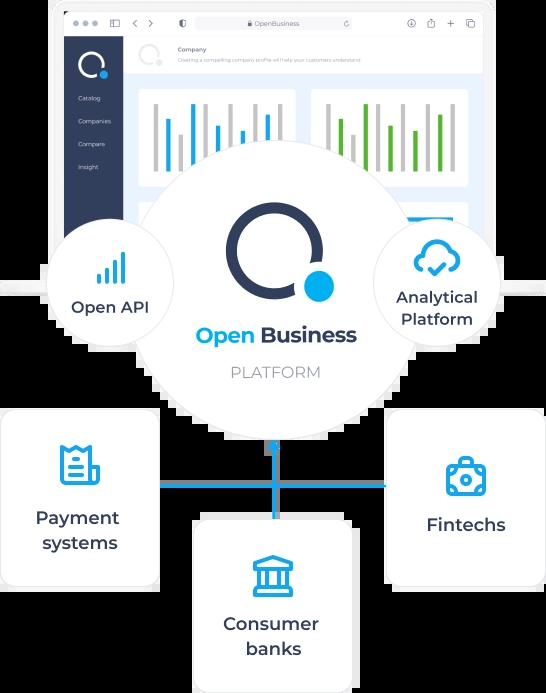 OpenBusiness
Company
Creating a compelling company profile will help your customers understand
Catalog
Companies
Compare
Insight
Open API
Analytical
Platform
Open Business
PLATFORM
Payment
systems
Fintechs
Consumer
banks